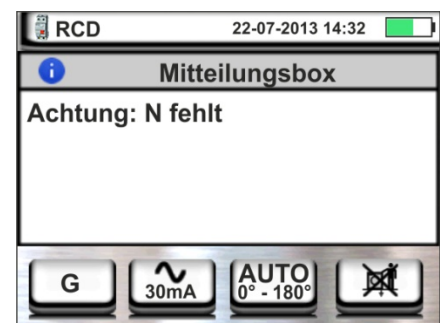 RCD 22-07-2013 14:32
Mitteilungsbox
Achtung: N fehlt
G 30mA AUTO
0° - 180°